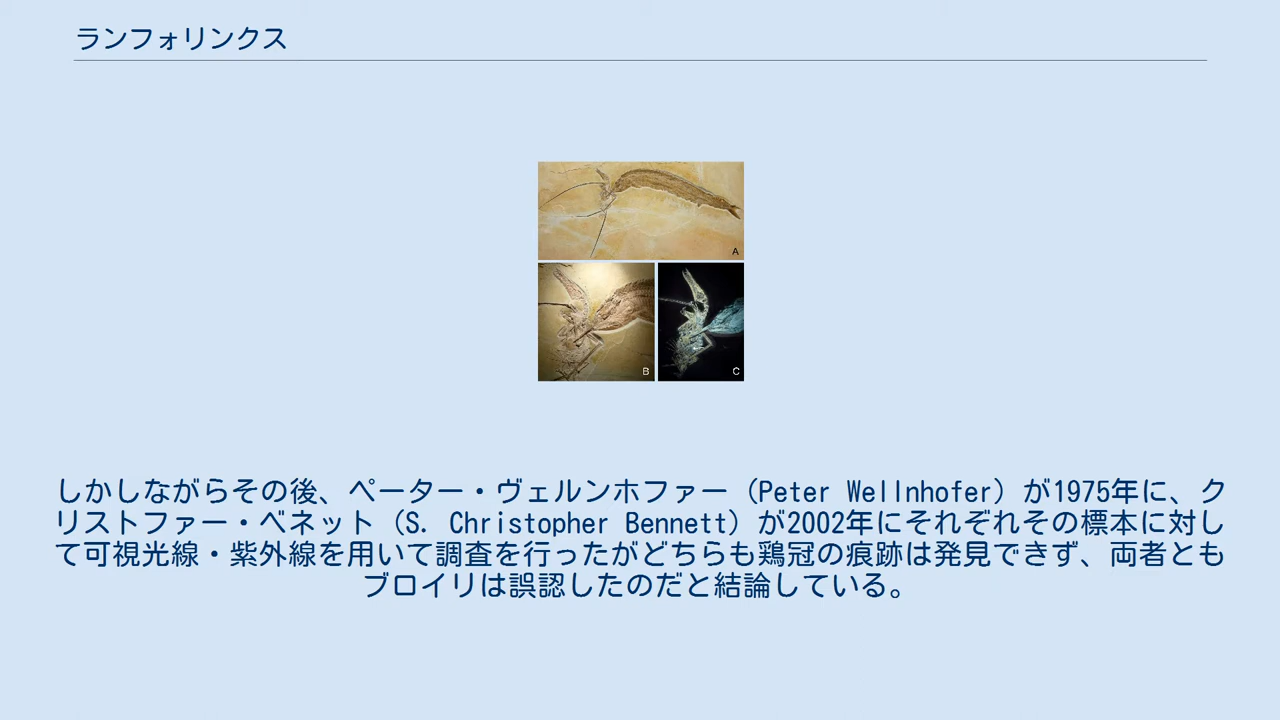 ランフォリンクス
A
B
C
しかしながらその後、ペーター・ヴェルンホファー（Peter Wellnhofer）が1975年に、ク
リストファー・ベネット（S. Christopher Bennett）が2002年にそれぞれその標本に対し
て可視光線・紫外線を用いて調査を行ったがどちらも鶏冠の痕跡は発見できず、両者とも
ブロイリは誤認したのだと結論している。